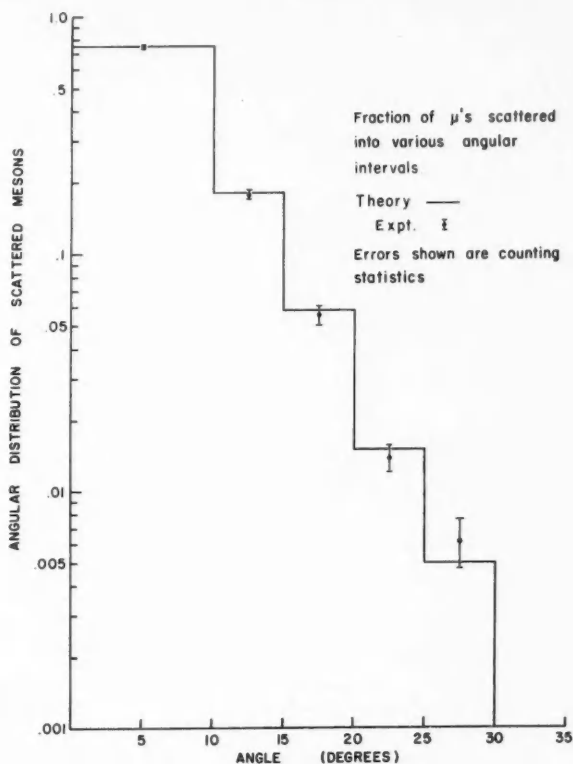 1.0
.5
.1
.05
.01
.005
.001
ANGULAR DISTRIBUTION OF SCATTERED MESONS
Fraction of μ's scattered
into various angular
intervals
Theory —
Expt.
Errors shown are counting
statistics
5 10 15 20 25 30 35
ANGLE (DEGREES)